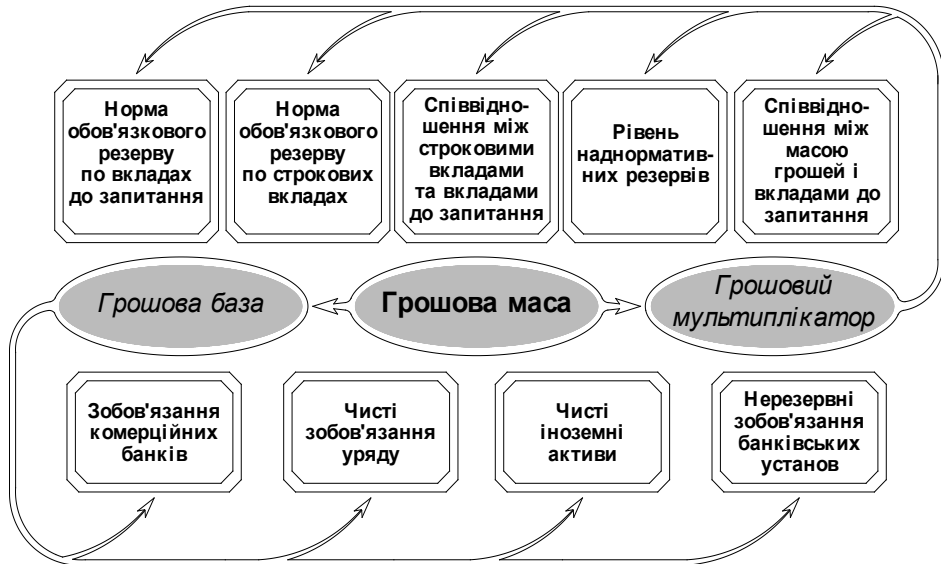 Норма
обов'язкового
резерву
по вкладах
до запитання
Норма
обов'язкового
резерву
по строкових
вкладах
Співвідно-
шення між
строковими
вкладами
та вкладами
до запитання
Рівень
наднорматив-
них резервів
Співвідно-
шення між
масою
грошей і
вкладами до
запитання
Грошова база
Грошова маса
Грошовий
мультиплікатор
Зобов'язання
комерційних
банків
Чисті
зобов'язання
уряду
Чисті
іноземні
активи
Нерезервні
зобов'язання
банківських
установ